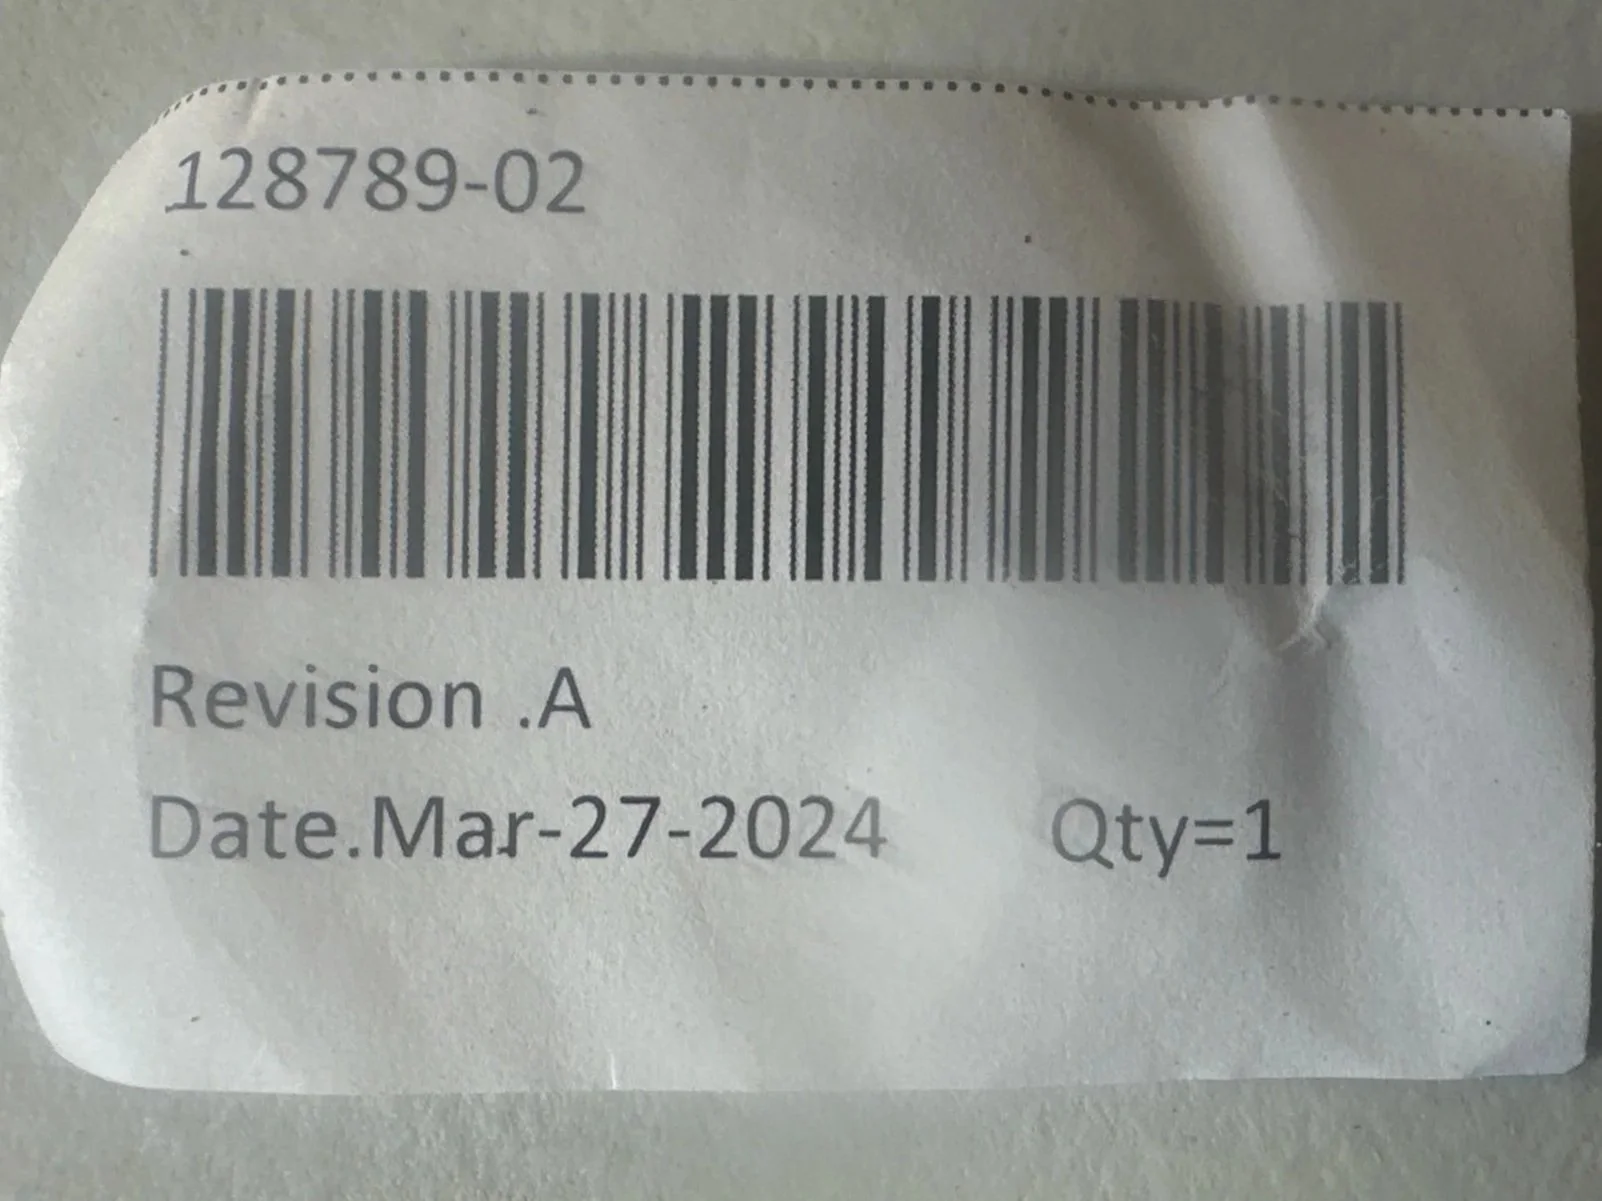 128789-02
Revision .A
Date.Mar-27-2024 Qty=1